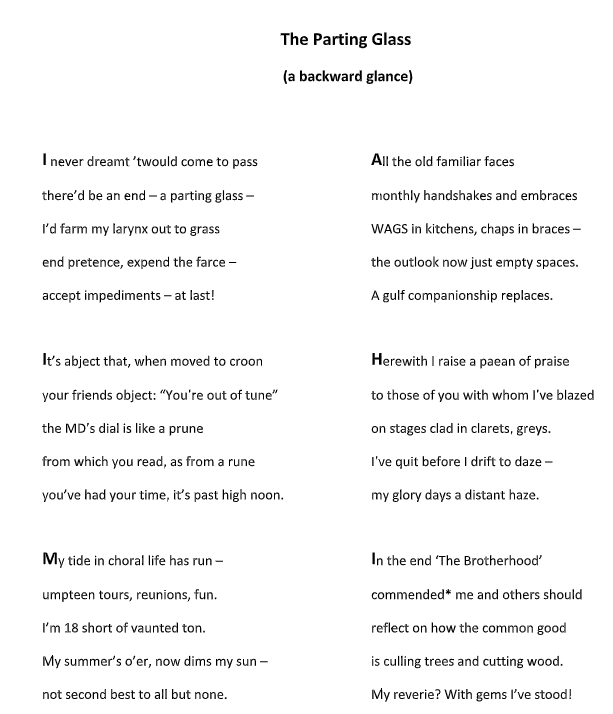 The Parting Glass
(a backward glance)
I never dreamt ’twould come to pass
there’d be an end – a parting glass –
I’d farm my larynx out to grass
end pretence, expend the farce –
accept impediments – at last!
It’s abject that, when moved to croon
your friends object: “You’re out of tune”
the MD’s dial is like a prune
from which you read, as from a rune
you’ve had your time, it’s past high noon.
My tide in choral life has run –
umpteen tours, reunions, fun.
I’m 18 short of vaunted ton.
My summer’s o’er, now dims my sun –
not second best to all but none.
All the old familiar faces
monthly handshakes and embraces
WAGS in kitchens, chaps in braces –
the outlook now just empty spaces.
A gulf companionship replaces.
Herewith I raise a paean of praise
to those of you with whom I’ve blazed
on stages clad in clarets, greys.
I’ve quit before I drift to daze –
my glory days a distant haze.
In the end ‘The Brotherhood’
commended* me and others should
reflect on how the common good
is culling trees and cutting wood.
My reverie? With gems I’ve stood!